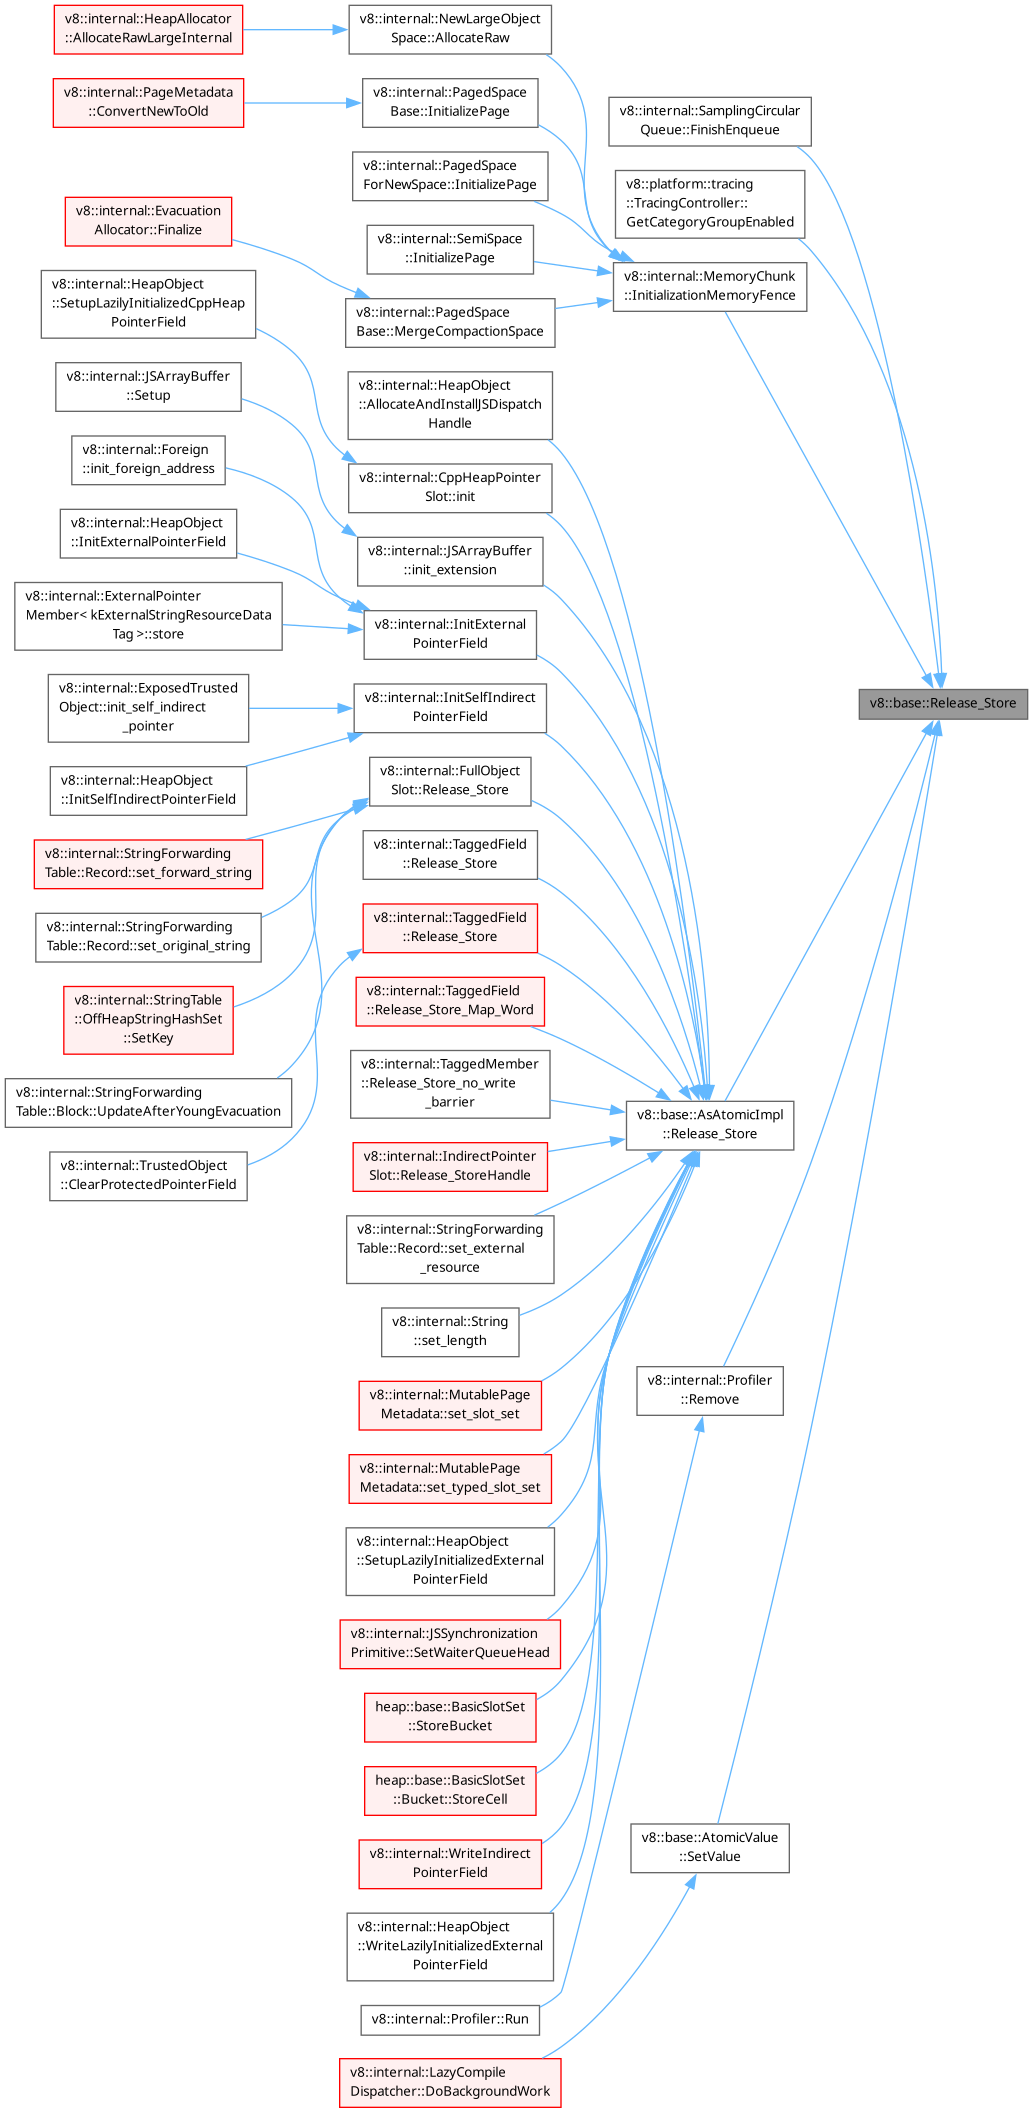 v8::internal::HeapAllocator
::AllocateRawLargeInternal
v8::internal::NewLargeObject
Space::AllocateRaw
v8::internal::PageMetadata
::ConvertNewToOld
v8::internal::PagedSpace
Base::InitializePage
v8::internal::SamplingCircular
Queue::FinishEnqueue
v8::internal::PagedSpace
ForNewSpace::InitializePage
v8::platform::tracing
::TracingController::
GetCategoryGroupEnabled
v8::internal::Evacuation
Allocator::Finalize
v8::internal::SemiSpace
::InitializePage
v8::internal::MemoryChunk
::InitializationMemoryFence
v8::internal::HeapObject
::SetupLazilyInitializedCppHeap
PointerField
v8::internal::PagedSpace
Base::MergeCompactionSpace
v8::internal::JSArrayBuffer
::Setup
v8::internal::HeapObject
::AllocateAndInstallJSDispatch
Handle
v8::internal::Foreign
::init_foreign_address
v8::internal::CppHeapPointer
Slot::init
v8::internal::HeapObject
::InitExternalPointerField
v8::internal::JSArrayBuffer
::init_extension
v8::internal::ExternalPointer
Member< kExternalStringResourceData
Tag >::store
v8::internal::InitExternal
PointerField
v8::internal::ExposedTrusted
Object::init_self_indirect
_pointer
v8::internal::InitSelfIndirect
PointerField
v8::base::Release_Store
v8::internal::HeapObject
::InitSelfIndirectPointerField
v8::internal::FullObject
Slot::Release_Store
v8::internal::StringForwarding
Table::Record::set_forward_string
v8::internal::TaggedField
::Release_Store
v8::internal::StringForwarding
Table::Record::set_original_string
v8::internal::TaggedField
::Release_Store
v8::internal::StringTable
::OffHeapStringHashSet
::SetKey
v8::internal::TaggedField
::Release_Store_Map_Word
v8::internal::StringForwarding
Table::Block::UpdateAfterYoungEvacuation
v8::internal::TaggedMember
::Release_Store_no_write
_barrier
v8::base::AsAtomicImpl
::Release_Store
v8::internal::TrustedObject
::ClearProtectedPointerField
v8::internal::IndirectPointer
Slot::Release_StoreHandle
v8::internal::StringForwarding
Table::Record::set_external
_resource
v8::internal::String
::set_length
v8::internal::MutablePage
Metadata::set_slot_set
v8::internal::Profiler
::Remove
v8::internal::MutablePage
Metadata::set_typed_slot_set
v8::internal::HeapObject
::SetupLazilyInitializedExternal
PointerField
v8::internal::JSSynchronization
Primitive::SetWaiterQueueHead
heap::base::BasicSlotSet
::StoreBucket
heap::base::BasicSlotSet
::Bucket::StoreCell
v8::base::AtomicValue
::SetValue
v8::internal::WriteIndirect
PointerField
v8::internal::HeapObject
::WriteLazilyInitializedExternal
PointerField
v8::internal::Profiler::Run
v8::internal::LazyCompile
Dispatcher::DoBackgroundWork